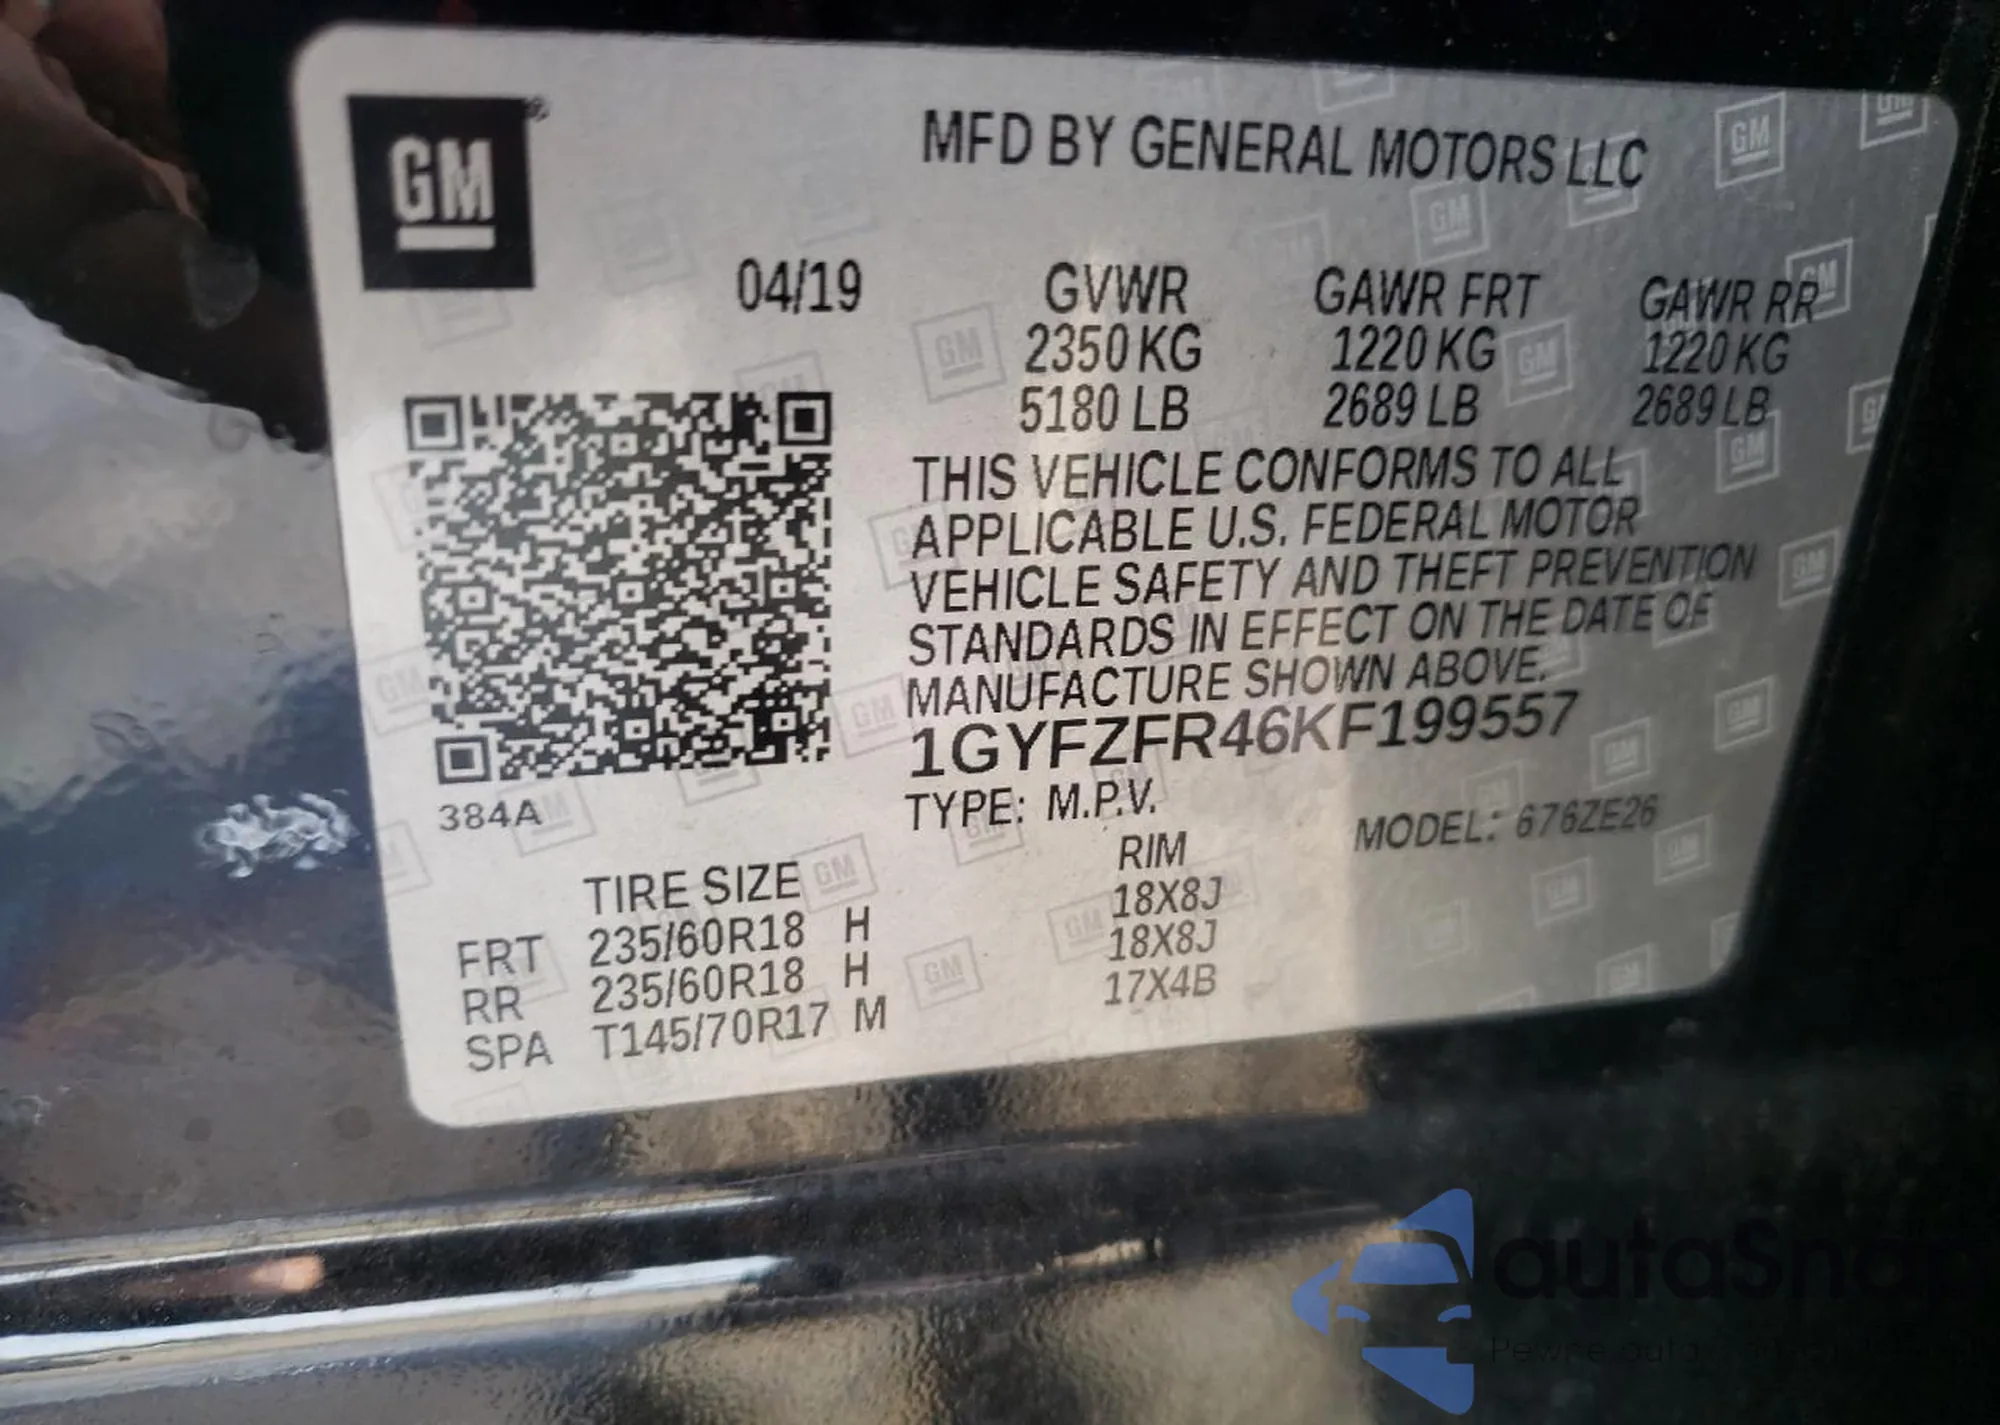 GM
MFD BY GENERAL MOTORS LLC
04/19 GVWR GAWR FRT GAWR RR
2350 KG 1220 KG 1220 KG
5180 LB 2689 LB 2689 LB
THIS VEHICLE CONFORMS TO ALL
APPLICABLE U.S. FEDERAL MOTOR
VEHICLE SAFETY AND THEFT PREVENTION
STANDARDS IN EFFECT ON THE DATE OF
MANUFACTURE SHOWN ABOVE.
1GYFZFR46KF199557
384A
TYPE: M.P.V. MODEL: 676ZE26
TIRE SIZE RIM
FRT 235/60R18 H 18X8J
RR 235/60R18 H 18X8J
SPA T145/70R17 M 17X4B
autaSnap
Pewne auta